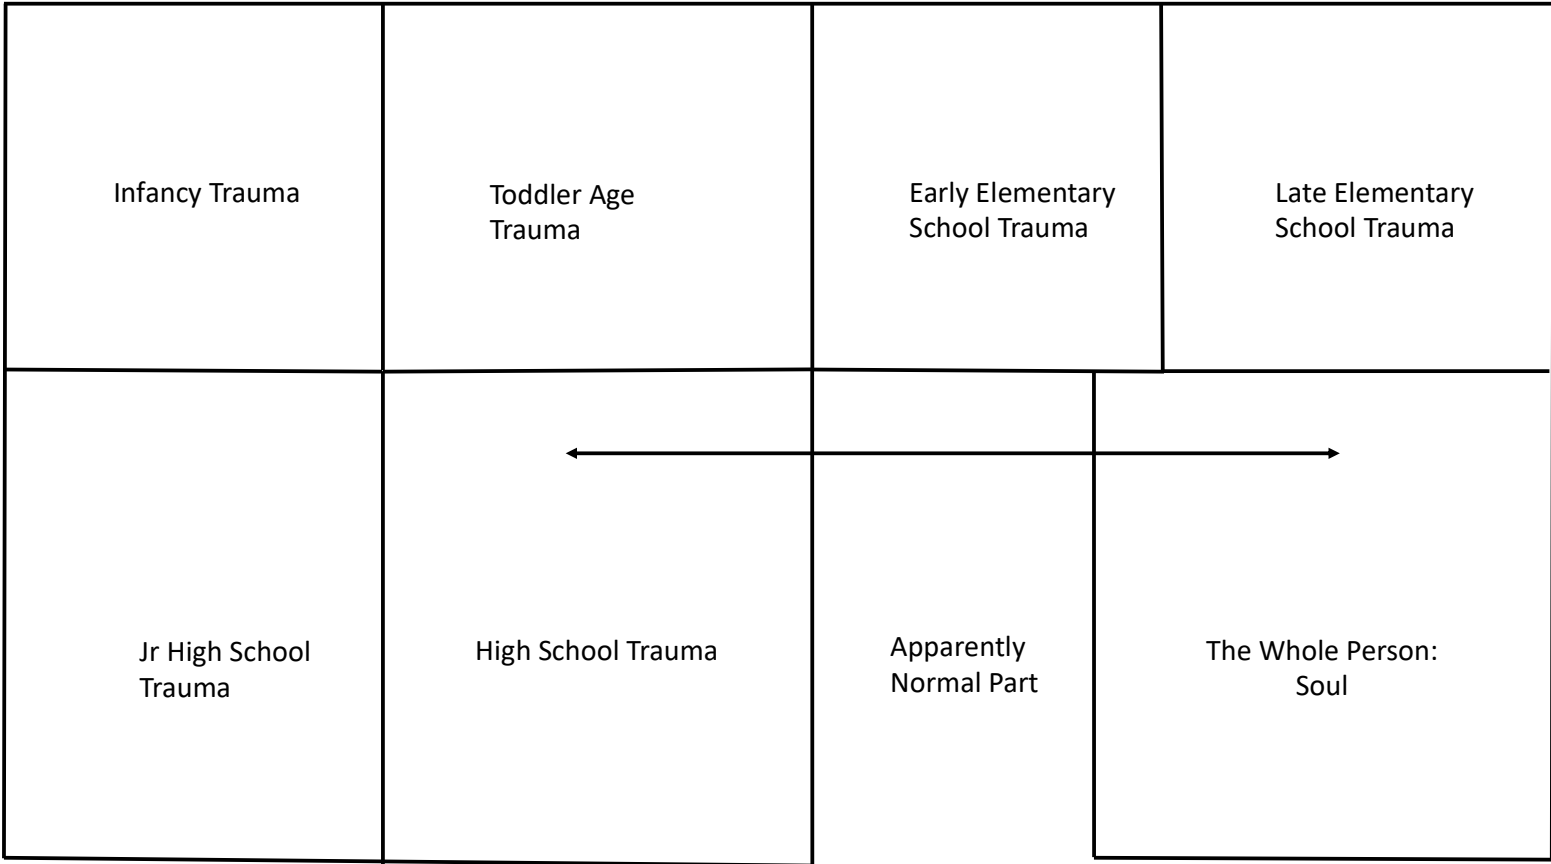 Infancy Trauma
Toddler Age
Trauma
Early Elementary
School Trauma
Late Elementary
School Trauma
Jr High School
Trauma
High School Trauma
Apparently
Normal Part
The Whole Person:
Soul